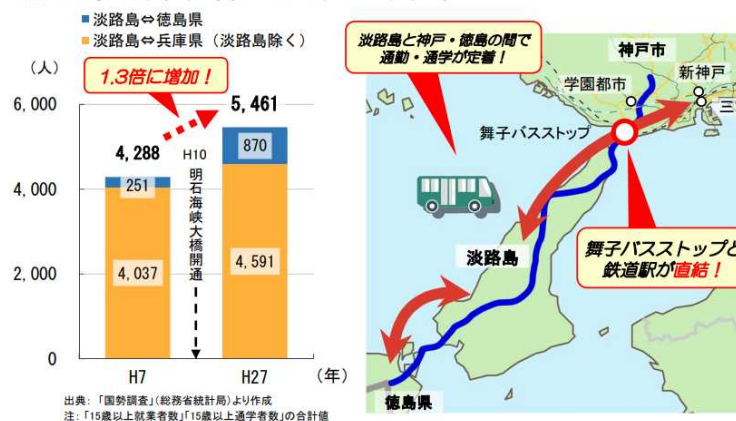 淡路島⇔徳島県
淡路島⇔兵庫県（淡路島除く）
（人）
1.3倍に増加！
6,000
4,000
2,000
0
4,288
251
4,037
H10
明石海峡大橋開通
5,461
870
4,591
H7
H27
（年）
出典：「国勢調査」（総務省統計局）より作成
注：「15歳以上就業者数」「15歳以上通学者数」の合計値
淡路島と神戸・徳島の間で
通勤・通学が定着！
神戸市
新神戸
学園都市
三
舞子バスストップ
淡路島
舞子バスストップと
鉄道駅が直結！
徳島県